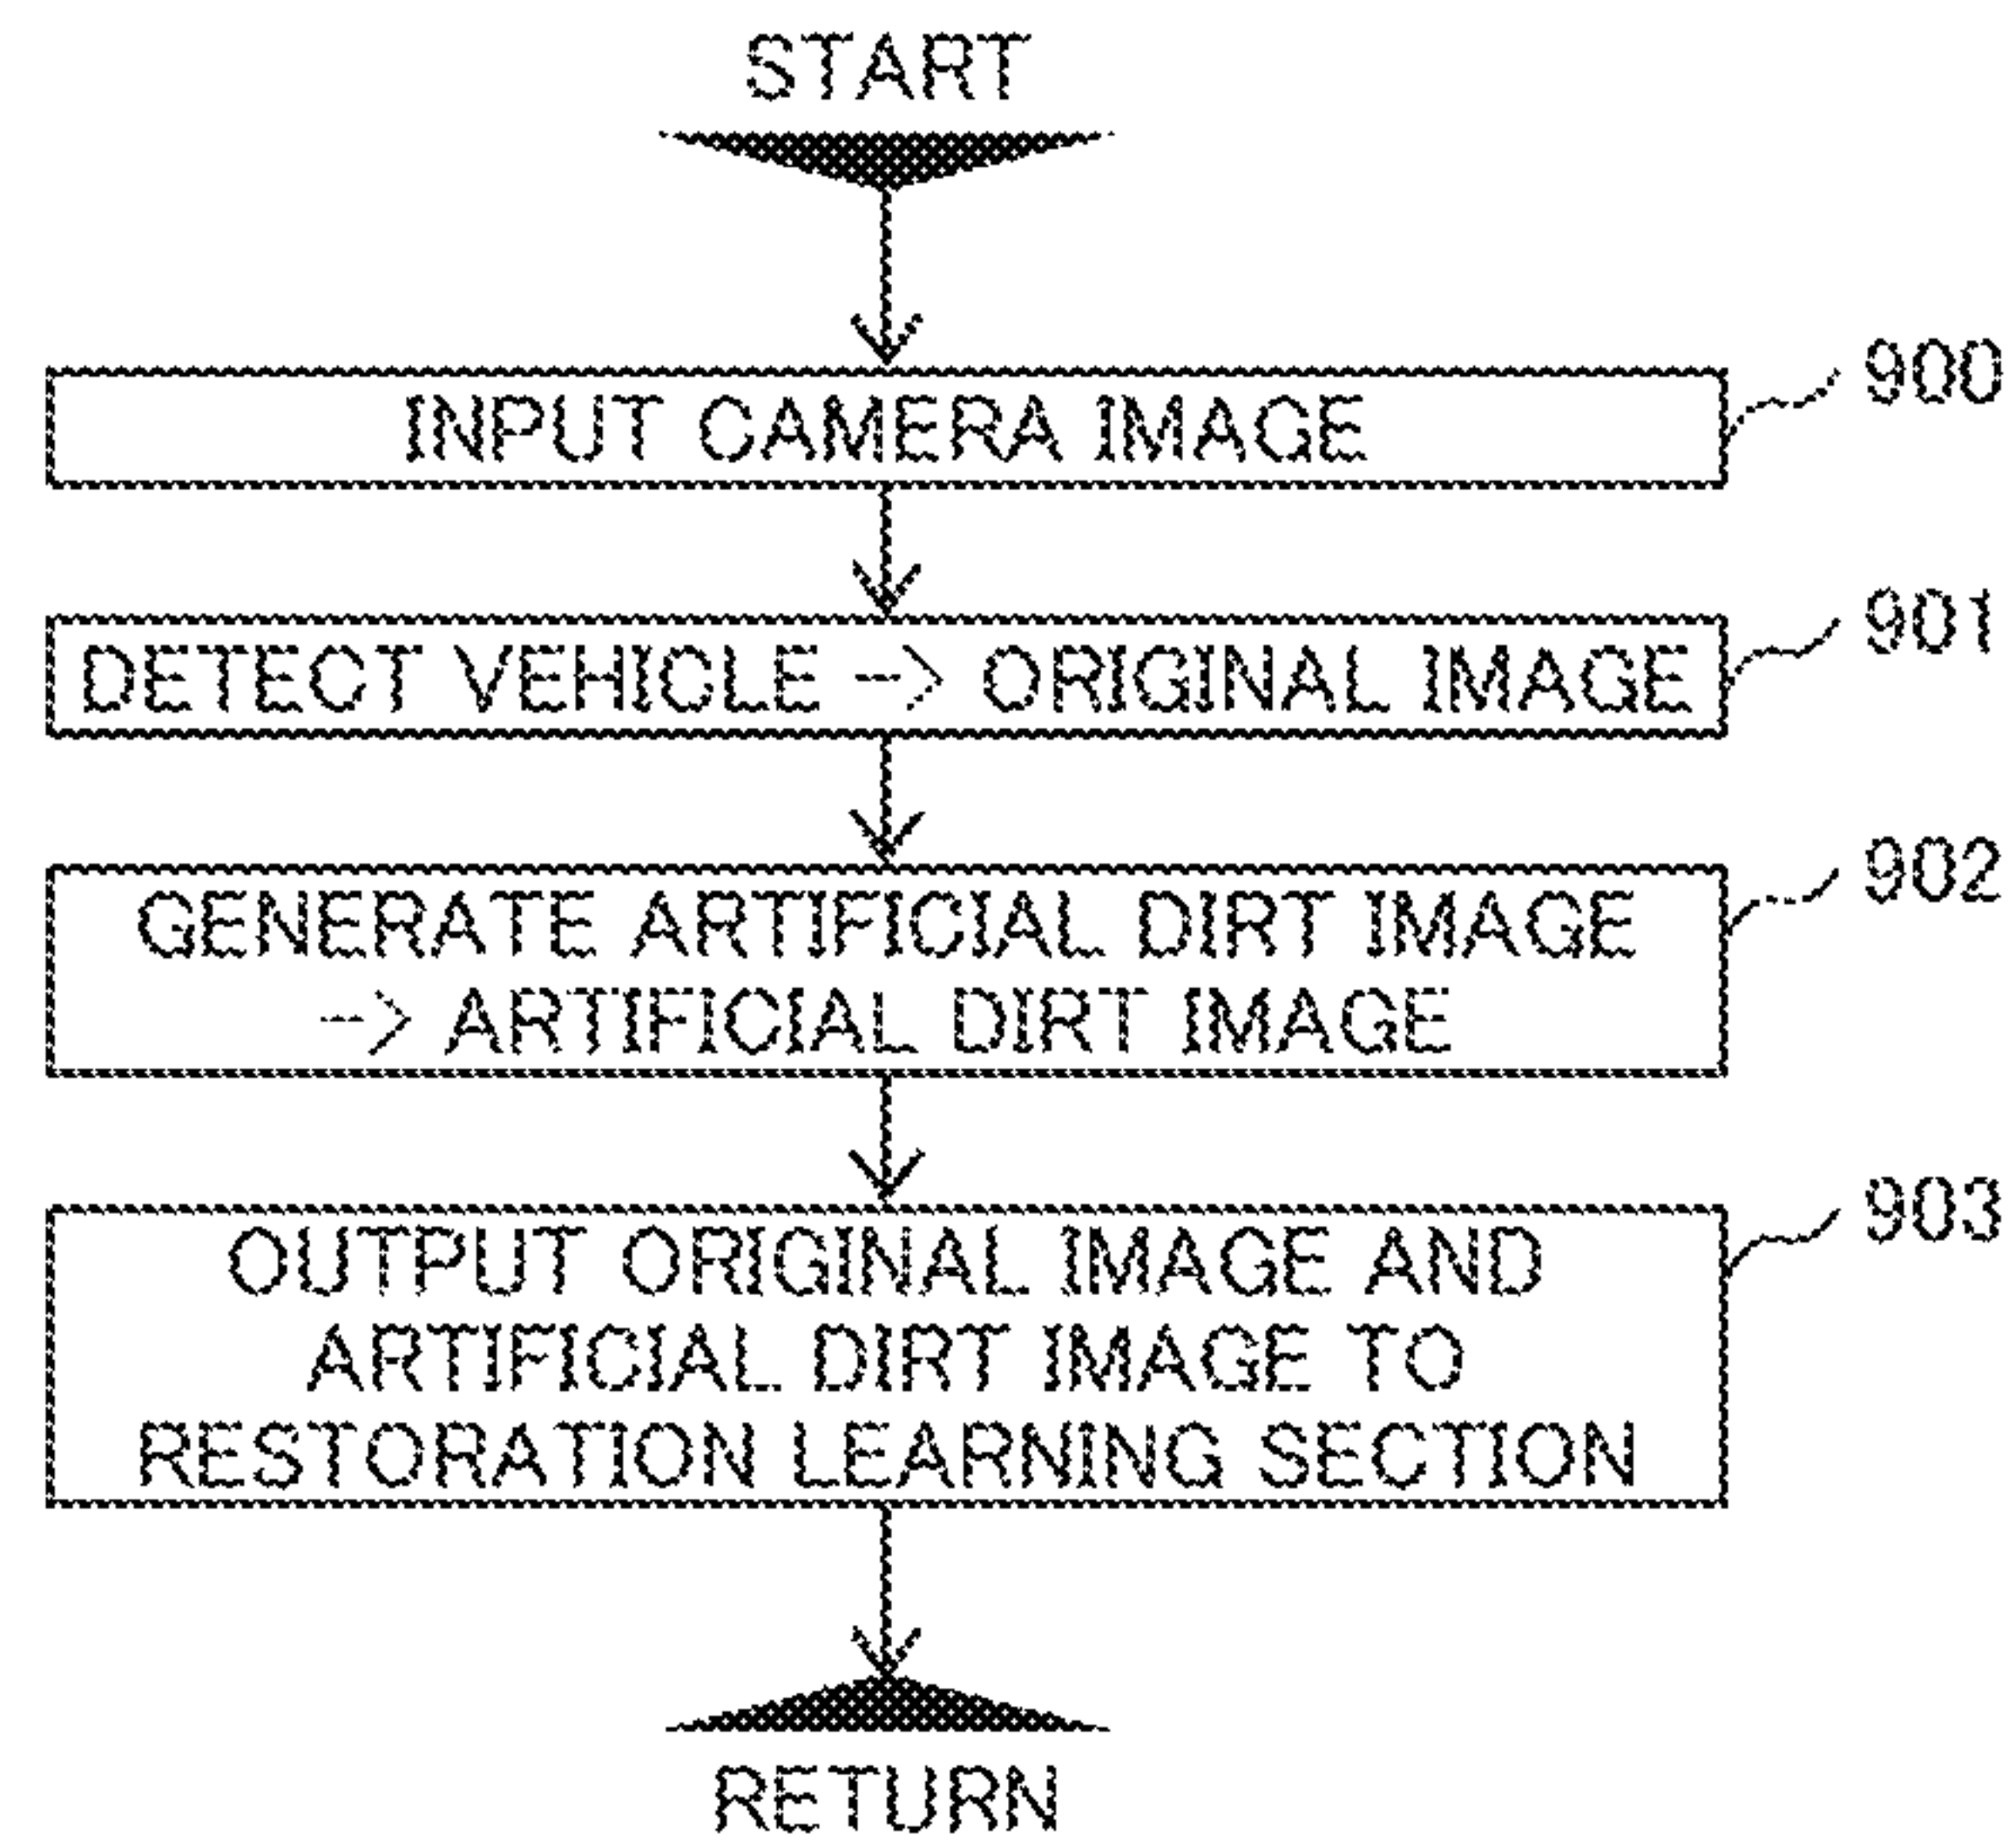 START
INPUT CAMERA IMAGE
900
DETECT VEHICLE --> ORIGINAL IMAGE
901
GENERATE ARTIFICIAL DIRT IMAGE
--> ARTIFICIAL DIRT IMAGE
902
OUTPUT ORIGINAL IMAGE AND
ARTIFICIAL DIRT IMAGE TO
RESTORATION LEARNING SECTION
903
RETURN